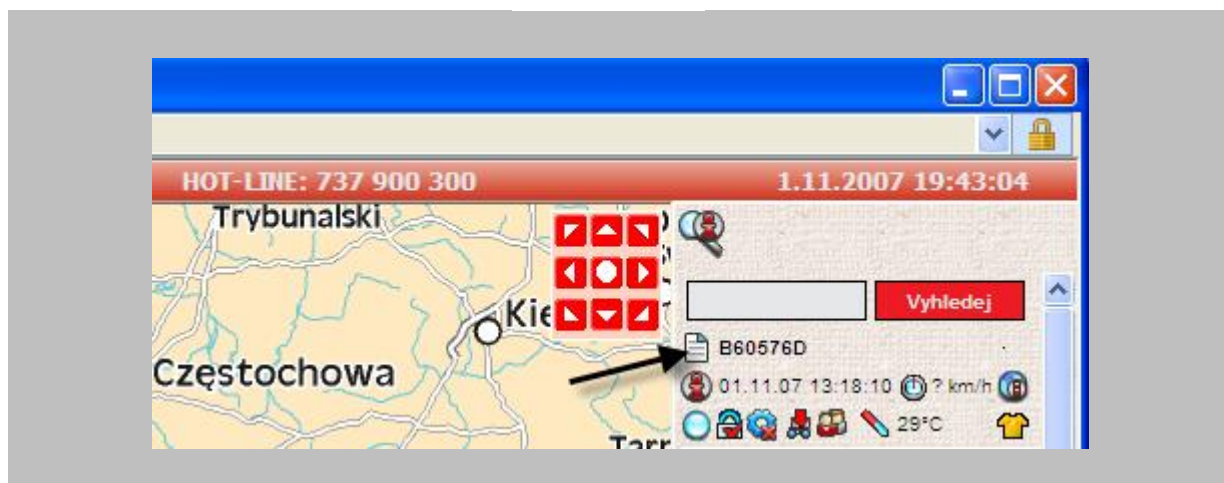 HOT-LINE: 737 900 300
1.11.2007 19:43:04
Trybunalski
Vyhledej
Kie
B60576D
Częstochowa
01.11.07 13:18:10 ? km/h
29°C
Tarr